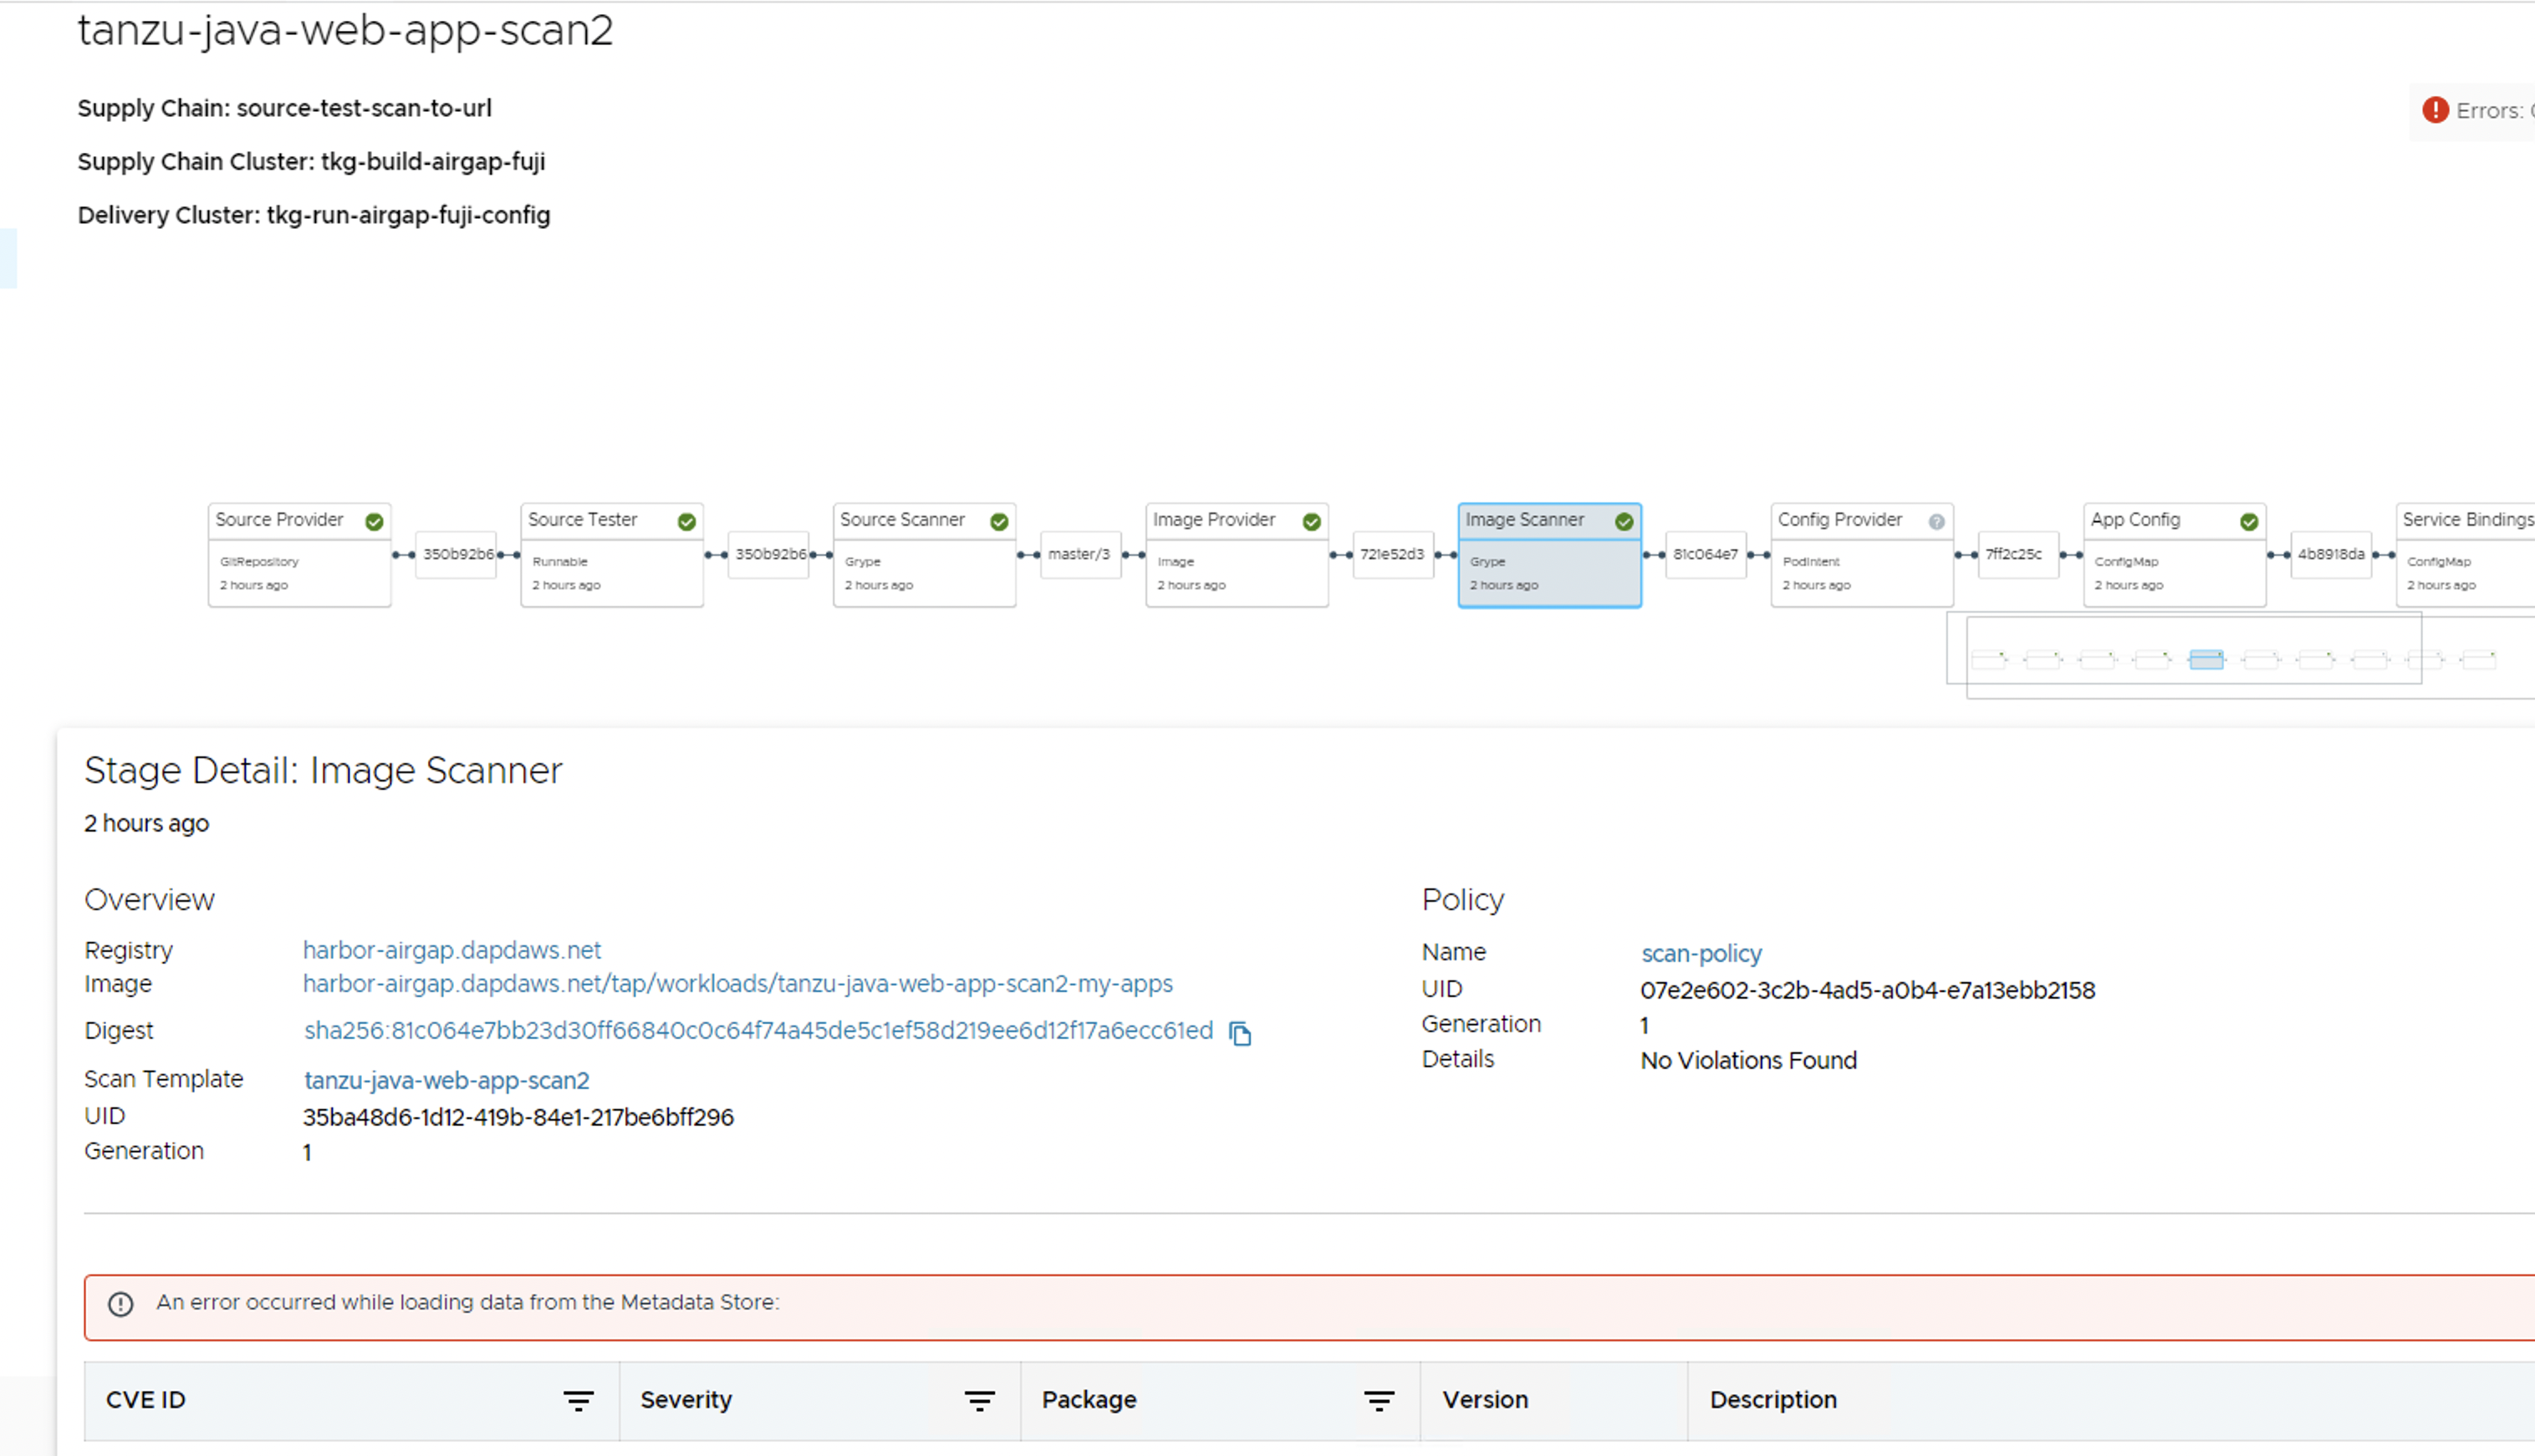 tanzu-java-web-app-scan2
Supply Chain: source-test-scan-to-url
Errors:
Supply Chain Cluster: tkg-build-airgap-fuji
Delivery Cluster: tkg-run-airgap-fuji-config
Source Provider
GitRepository
2 hours ago
350b92b6
Source Tester
Runnable
2 hours ago
350b92b6
Source Scanner
Grype
2 hours ago
master/3
Image Provider
Image
2 hours ago
721e52d3
Image Scanner
Grype
2 hours ago
81c064e7
Config Provider
PodIntent
2 hours ago
7ff2c25c
App Config
ConfigMap
2 hours ago
4b8918da
Service Bindings
ConfigMap
2 hours ago
Stage Detail: Image Scanner
2 hours ago
Overview
Registry harbor-airgap.dapdaws.net
Image harbor-airgap.dapdaws.net/tap/workloads/tanzu-java-web-app-scan2-my-apps
Digest sha256:81c064e7bb23d30ff66840c0c64f74a45de5c1ef58d219ee6d12f17a6ecc61ed
Scan Template tanzu-java-web-app-scan2
UID 35ba48d6-1d12-419b-84e1-217be6bff296
Generation 1
Policy
Name scan-policy
UID 07e2e602-3c2b-4ad5-a0b4-e7a13ebb2158
Generation 1
Details No Violations Found
An error occurred while loading data from the Metadata Store:
CVE ID Severity Package Version Description